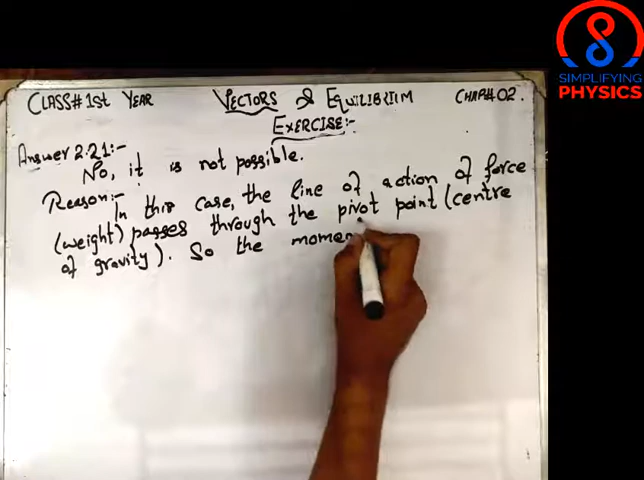 CLASS# 1st YEAR VECTORS & EQUILIBRIUM CHAP# 02.
EXERCISE:-
Answer 2.21:-
No, it is not possible.
Reason:-
In this case, the line of action of force
(weight) passes through the pivot point (centre
of gravity). So the momen
SIMPLIFYING
PHYSICS